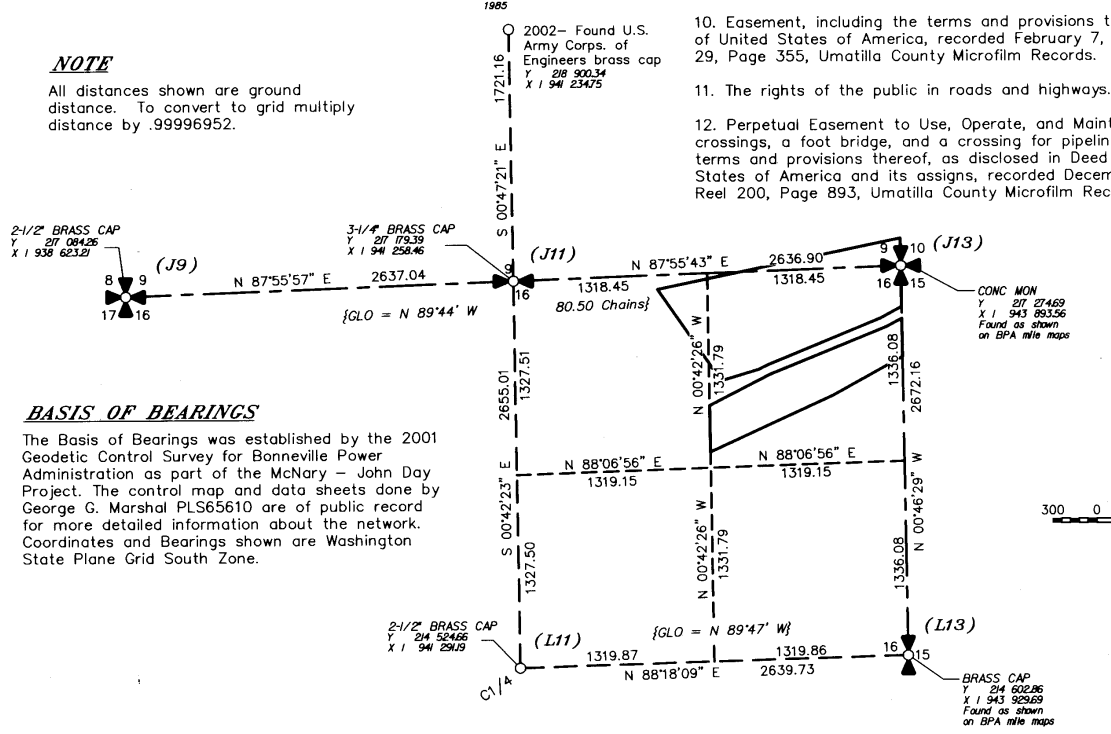 1985
2002- Found U.S.
Army Corps. of
Engineers brass cap
Y 218 900.34
X 1 941 234.75
10. Easement, including the terms and provisions t
of United States of America, recorded February 7,
29, Page 355, Umatilla County Microfilm Records.
11. The rights of the public in roads and highways.
12. Perpetual Easement to Use, Operate, and Maint
crossings, a foot bridge, and a crossing for pipelin
terms and provisions thereof, as disclosed in Deed
States of America and its assigns, recorded Decem
Reel 200, Page 893, Umatilla County Microfilm Rec
NOTE
All distances shown are ground
distance. To convert to grid multiply
distance by .99996952.
1721.16
S 00°47'21" E
2-1/2" BRASS CAP
Y 217 084.26
X 1 938 623.21
(J9)
8 9
17 16
N 87°55'57" E 2637.04
{GLO = N 89°44' W
3-1/4" BRASS CAP
Y 217 179.39
X 1 941 258.46
(J11)
9
16
N 87°55'43" E 2636.90
1318.45 1318.45
80.50 Chains}
9 10 (J13)
16 15
CONC MON
Y 217 274.69
X 1 943 893.56
Found as shown
on BPA mile maps
2655.01
1327.51
N 00°42'26" W
1331.79
1336.08
2672.16
BASIS OF BEARINGS
The Basis of Bearings was established by the 2001
Geodetic Control Survey for Bonneville Power
Administration as part of the McNary - John Day
Project. The control map and data sheets done by
George G. Marshal PLS65610 are of public record
for more detailed information about the network.
Coordinates and Bearings shown are Washington
State Plane Grid South Zone.
N 88°06'56" E
1319.15
N 88°06'56" E
1319.15
S 00°42'23" E
1327.50
N 00°42'26" W
1331.79
N 00°46'29" W
1336.08
300 0
2-1/2" BRASS CAP
Y 214 524.66
X 1 941 291.19
(L11)
C1/4
{GLO = N 89°47' W}
1319.87 1319.86
N 88°18'09" E 2639.73
(L13)
16 15
BRASS CAP
Y 214 602.86
X 1 943 929.69
Found as shown
on BPA mile maps